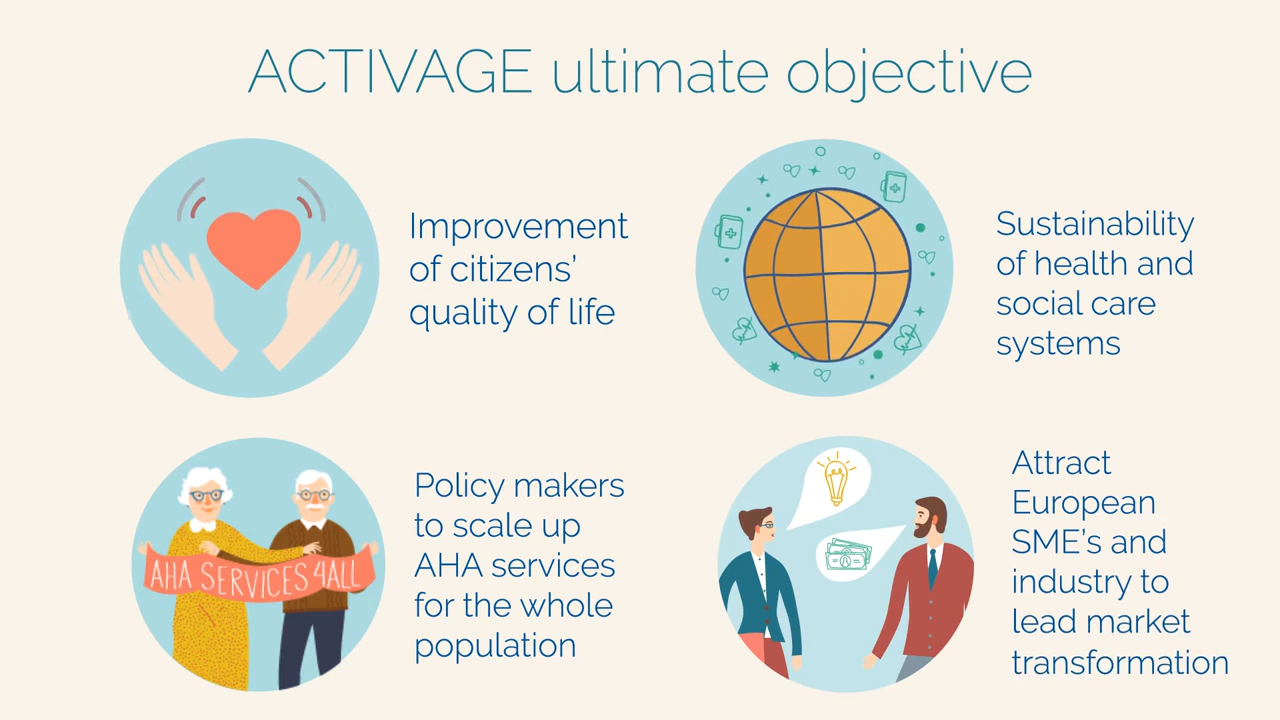 ACTIVAGE ultimate objective
Improvement
of citizens’
quality of life
Sustainability
of health and
social care
systems
AHA SERVICES 4ALL
Policy makers
to scale up
AHA services
for the whole
population
Attract
European
SME’s and
industry to
lead market
transformation